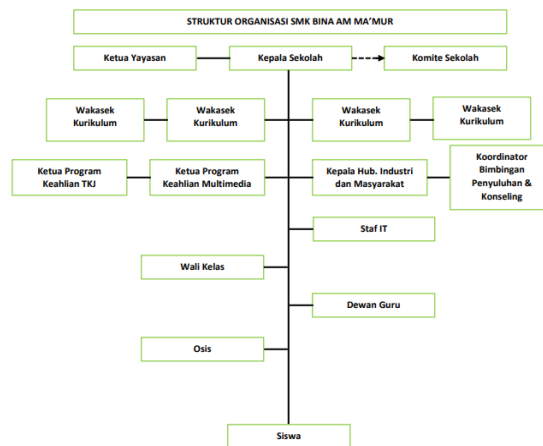 STRUKTUR ORGANISASI SMK BINA AM MA'MUR
Ketua Yayasan
Kepala Sekolah
Komite Sekolah
Wakasek
Kurikulum
Wakasek
Kurikulum
Wakasek
Kurikulum
Wakasek
Kurikulum
Ketua Program
Keahlian TKJ
Ketua Program
Keahlian Multimedia
Kepala Hub. Industri
dan Masyarakat
Koordinator
Bimbingan
Penyuluhan &
Konseling
Staf IT
Wali Kelas
Dewan Guru
Osis
Siswa